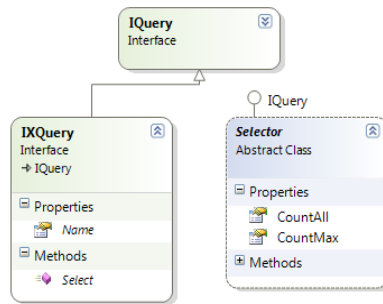 IQuery
Interface
IQuery
IXQuery
Interface
IQuery
Properties
Name
Methods
Select
Selector
Abstract Class
Properties
CountAll
CountMax
Methods